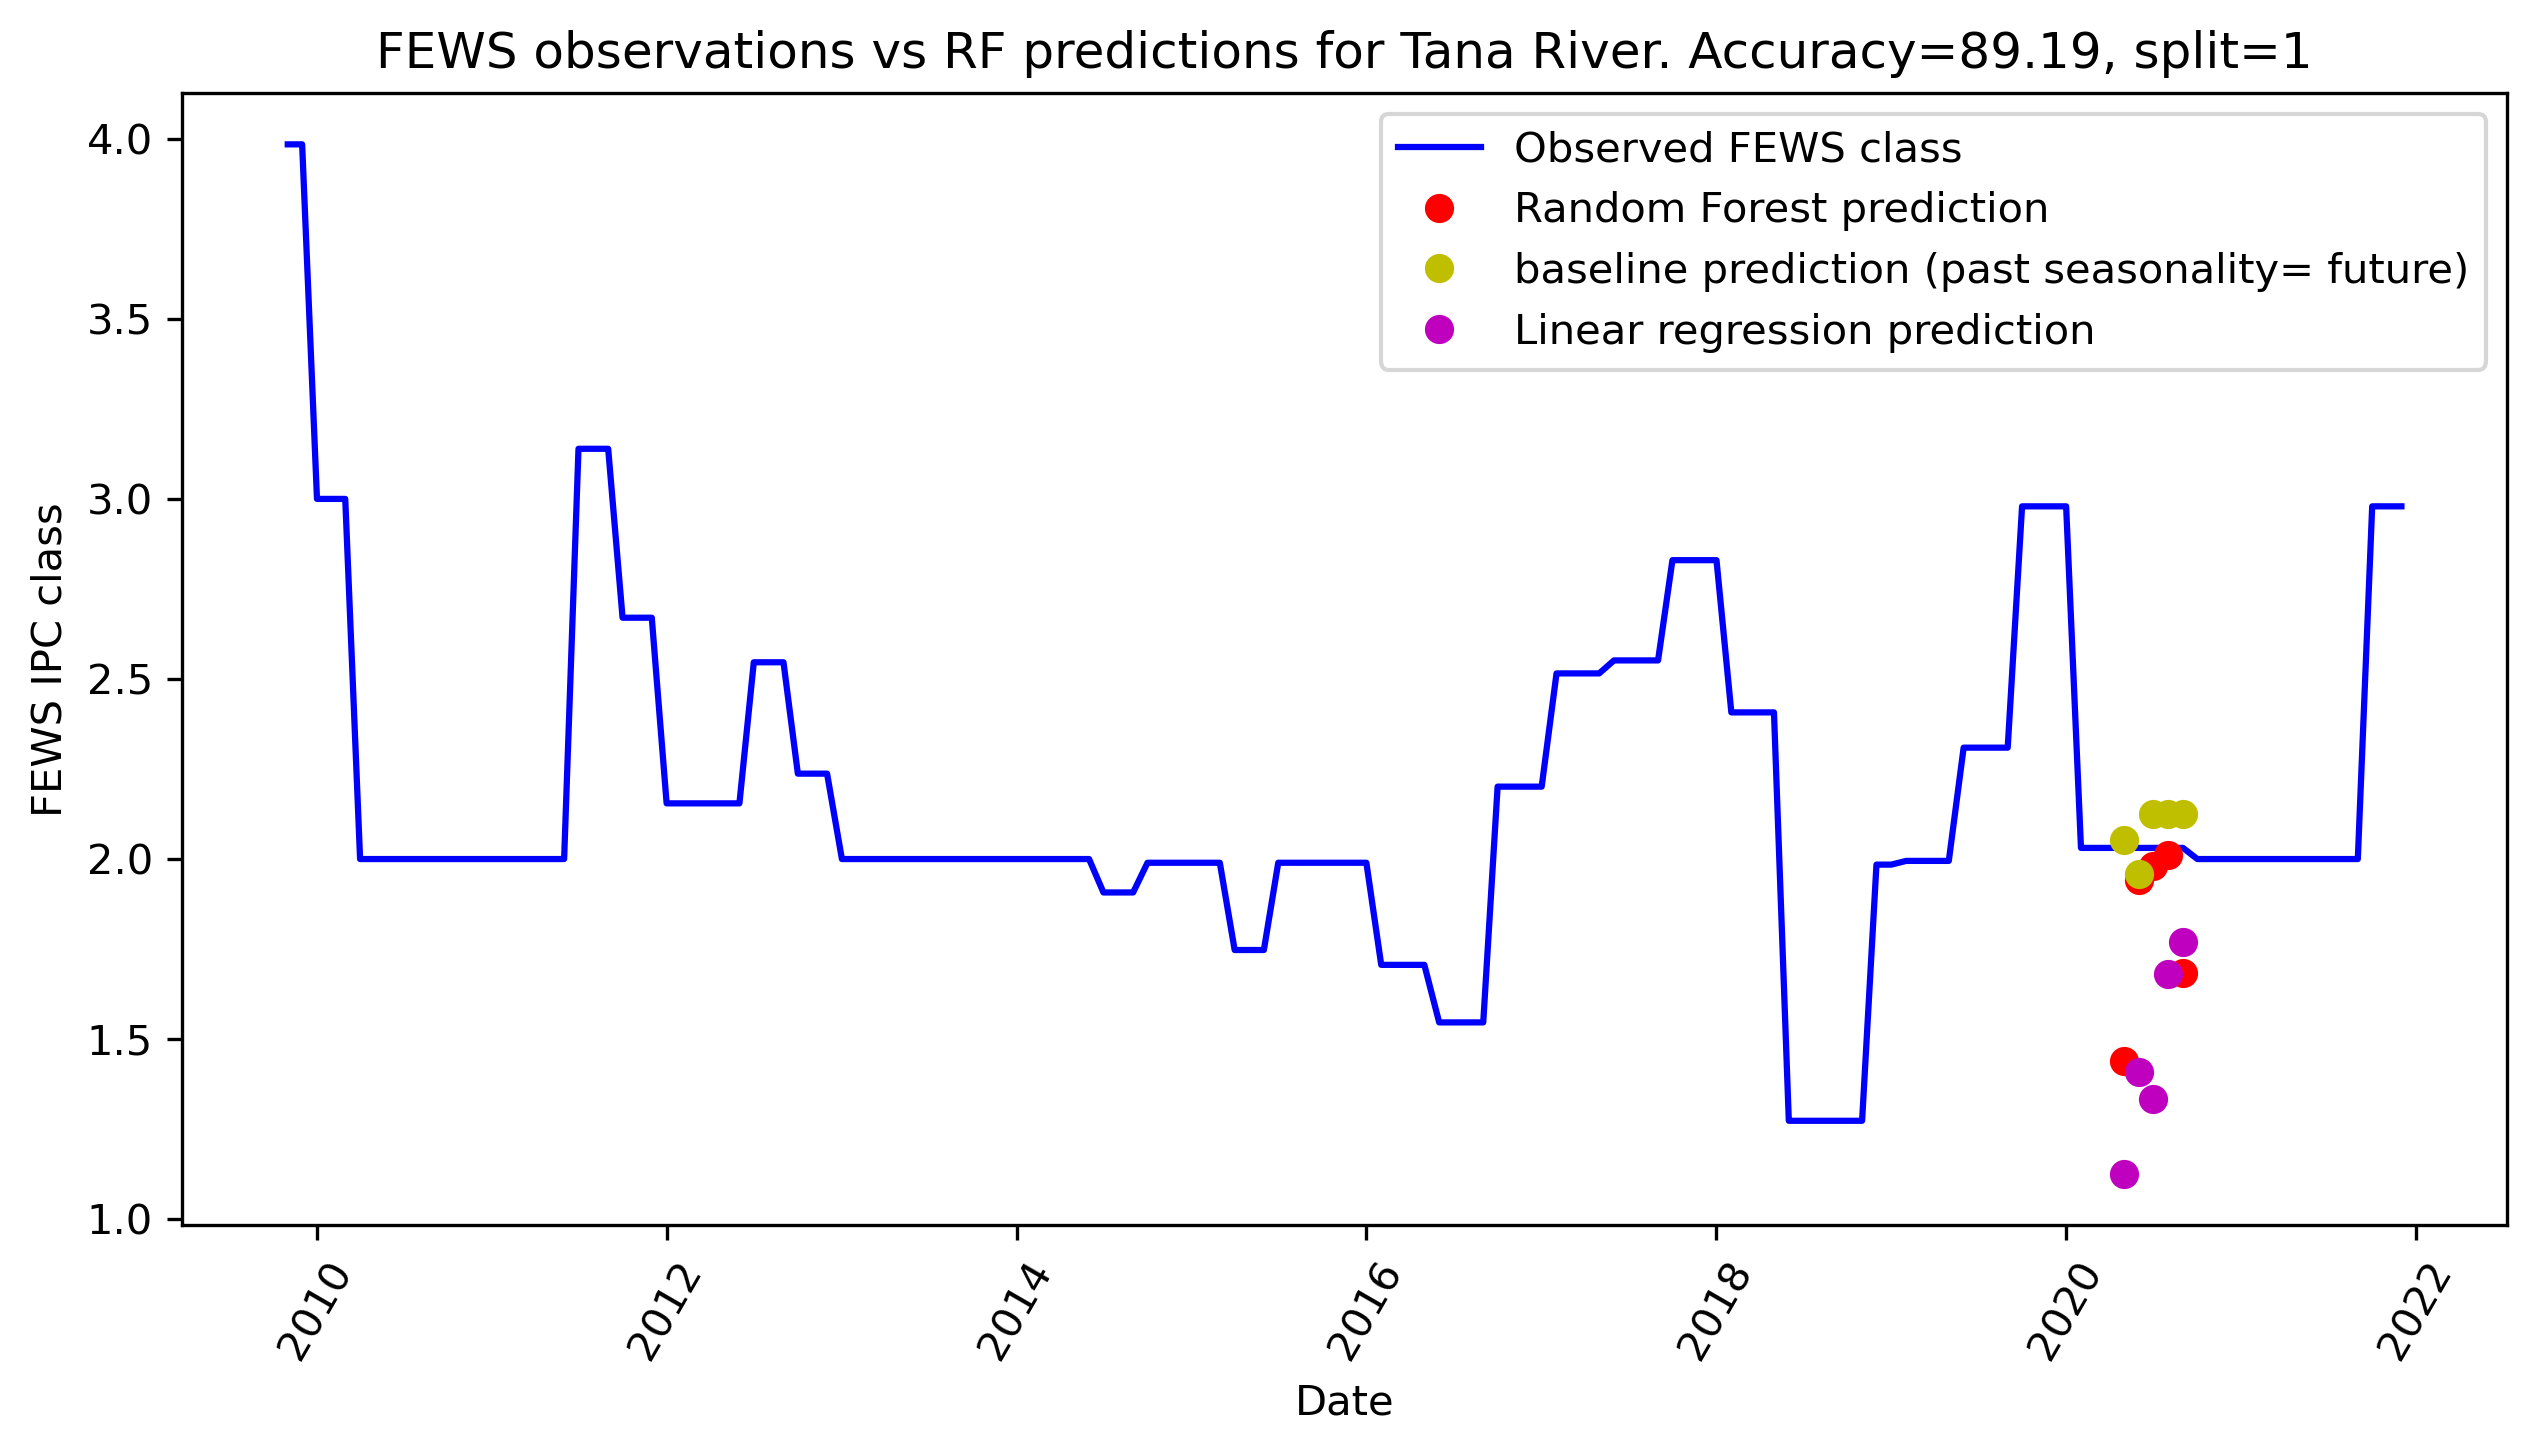 FEWS observations vs RF predictions for Tana River. Accuracy=89.19, split=1
Observed FEWS class
Random Forest prediction
baseline prediction (past seasonality= future)
Linear regression prediction
FEWS IPC class
4.0
3.5
3.0
2.5
2.0
1.5
1.0
2010
2012
2014
2016
2018
2020
2022
Date